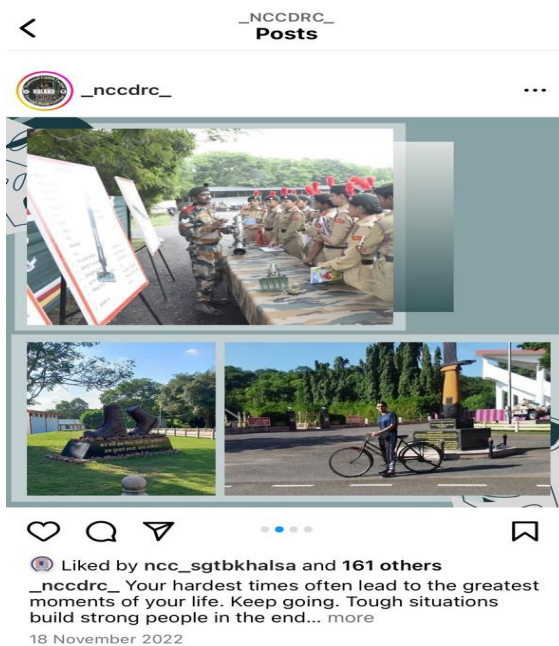 _NCCDRC_
Posts
_nccdrc_
Liked by ncc_sgtbkhalsa and 161 others
_nccdrc_ Your hardest times often lead to the greatest
moments of your life. Keep going. Tough situations
build strong people in the end... more
18 November 2022